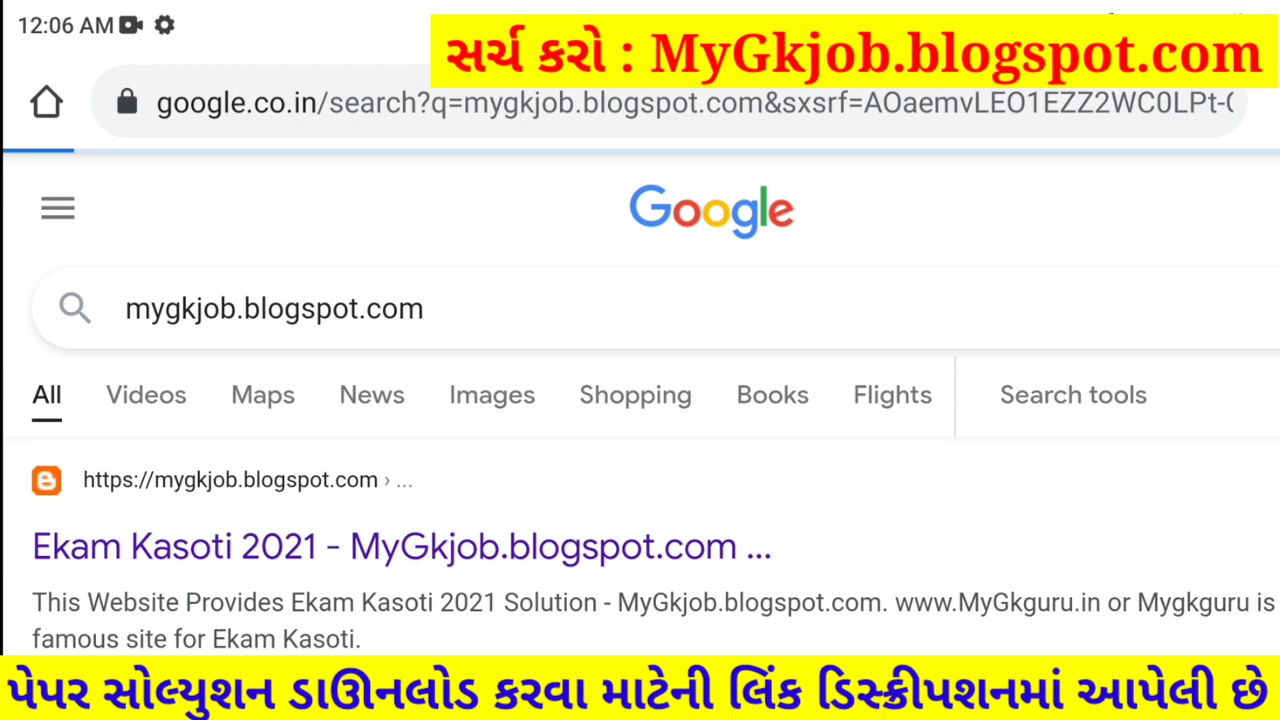 12:06 AM
સર્ચ કરો : MyGkjob.blogspot.com
google.co.in/search?q=mygkjob.blogspot.com&sxsrf=AOaemvLEO1EZZ2WC0LPt-
Google
mygkjob.blogspot.com
All Videos Maps News Images Shopping Books Flights Search tools
https://mygkjob.blogspot.com › ...
Ekam Kasoti 2021 - MyGkjob.blogspot.com ...
This Website Provides Ekam Kasoti 2021 Solution - MyGkjob.blogspot.com. www.MyGkguru.in or Mygkguru is
famous site for Ekam Kasoti.
પેપર સોલ્યુશન ડાઊનલોડ કરવા માટેની લિંક ડિસ્ક્રીપશનમાં આપેલી છે